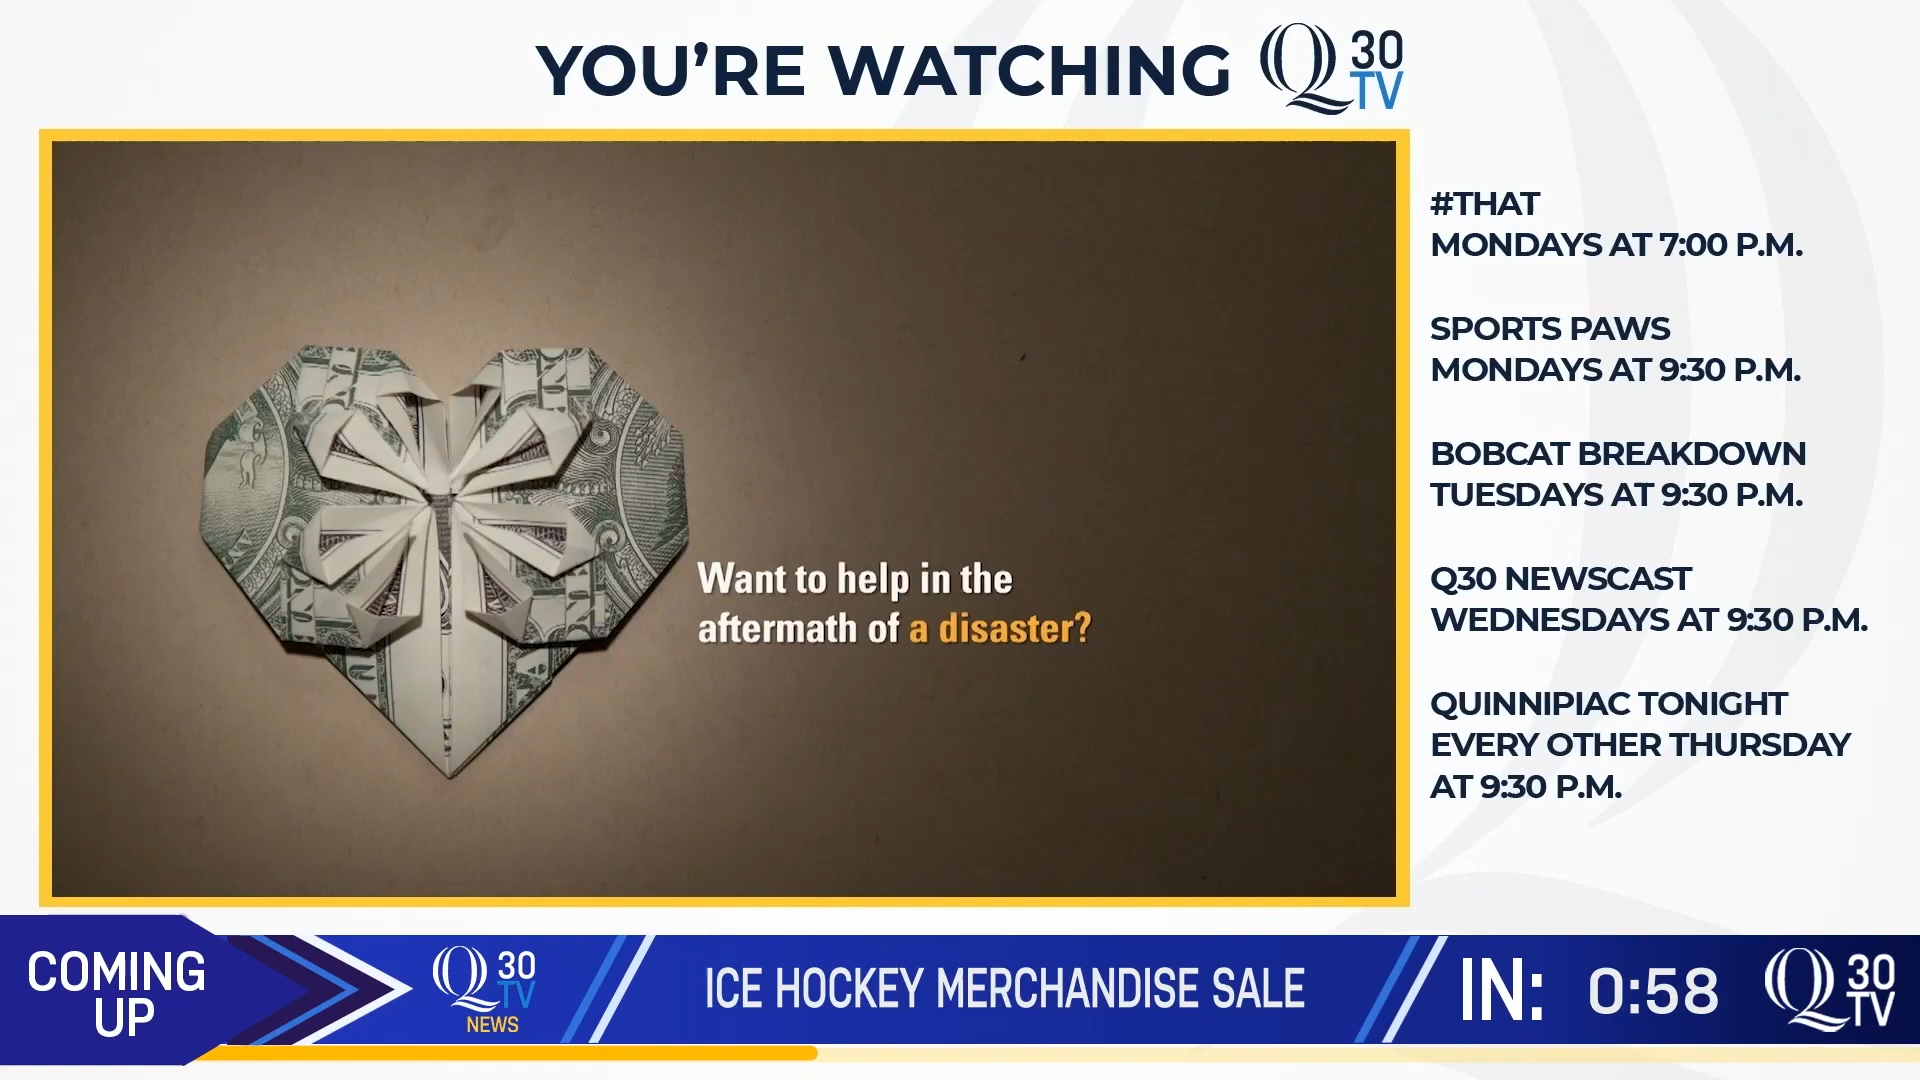 YOU'RE WATCHING Q 30 TV
#THAT
MONDAYS AT 7:00 P.M.
SPORTS PAWS
MONDAYS AT 9:30 P.M.
BOBCAT BREAKDOWN
TUESDAYS AT 9:30 P.M.
Q30 NEWSCAST
WEDNESDAYS AT 9:30 P.M.
QUINNIPIAC TONIGHT
EVERY OTHER THURSDAY
AT 9:30 P.M.
Want to help in the
aftermath of a disaster?
COMING
UP
Q 30 TV
NEWS
ICE HOCKEY MERCHANDISE SALE
IN: 0:58
Q 30 TV